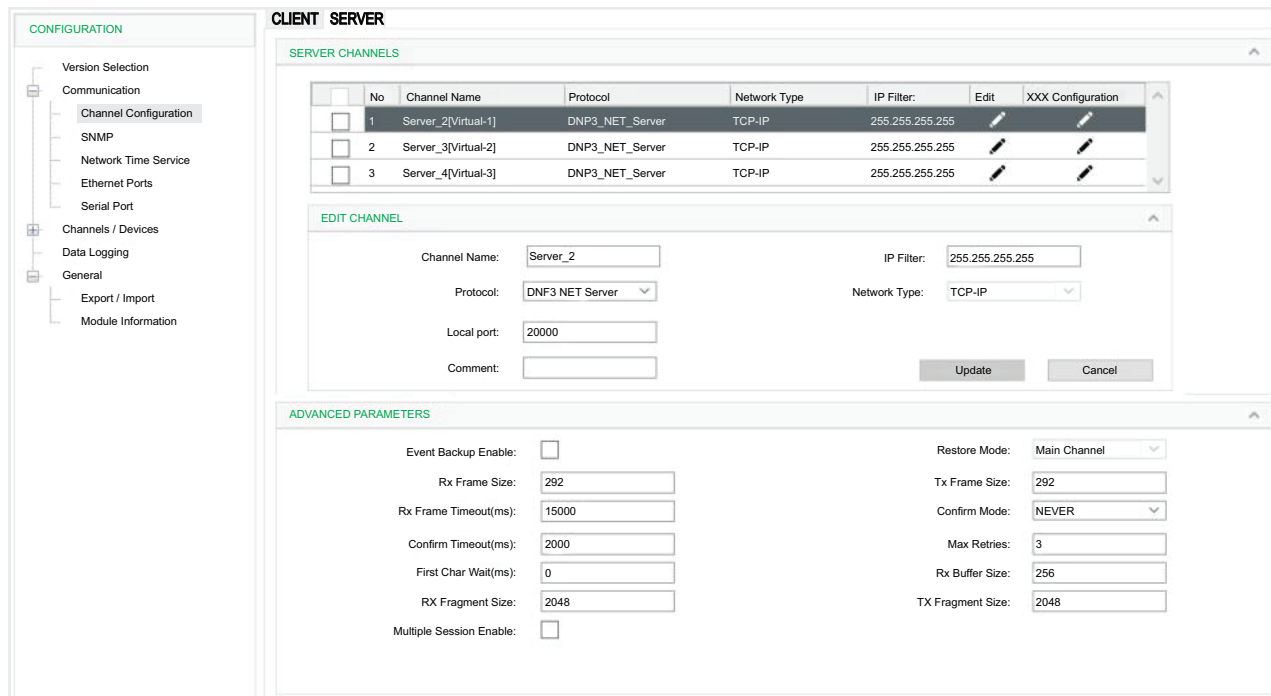 CONFIGURATION
Version Selection
Communication
Channel Configuration
SNMP
Network Time Service
Ethernet Ports
Serial Port
Channels / Devices
Data Logging
General
Export / Import
Module Information
CLIENT SERVER
SERVER CHANNELS
No Channel Name Protocol Network Type IP Filter: Edit XXX Configuration
1 Server_2[Virtual-1] DNP3_NET_Server TCP-IP 255.255.255.255
2 Server_3[Virtual-2] DNP3_NET_Server TCP-IP 255.255.255.255
3 Server_4[Virtual-3] DNP3_NET_Server TCP-IP 255.255.255.255
EDIT CHANNEL
Channel Name: Server_2 IP Filter: 255.255.255.255
Protocol: DNF3 NET Server Network Type: TCP-IP
Local port: 20000
Comment: Update Cancel
ADVANCED PARAMETERS
Event Backup Enable: Restore Mode: Main Channel
Rx Frame Size: 292 Tx Frame Size: 292
Rx Frame Timeout(ms): 15000 Confirm Mode: NEVER
Confirm Timeout(ms): 2000 Max Retries: 3
First Char Wait(ms): 0 Rx Buffer Size: 256
RX Fragment Size: 2048 TX Fragment Size: 2048
Multiple Session Enable: